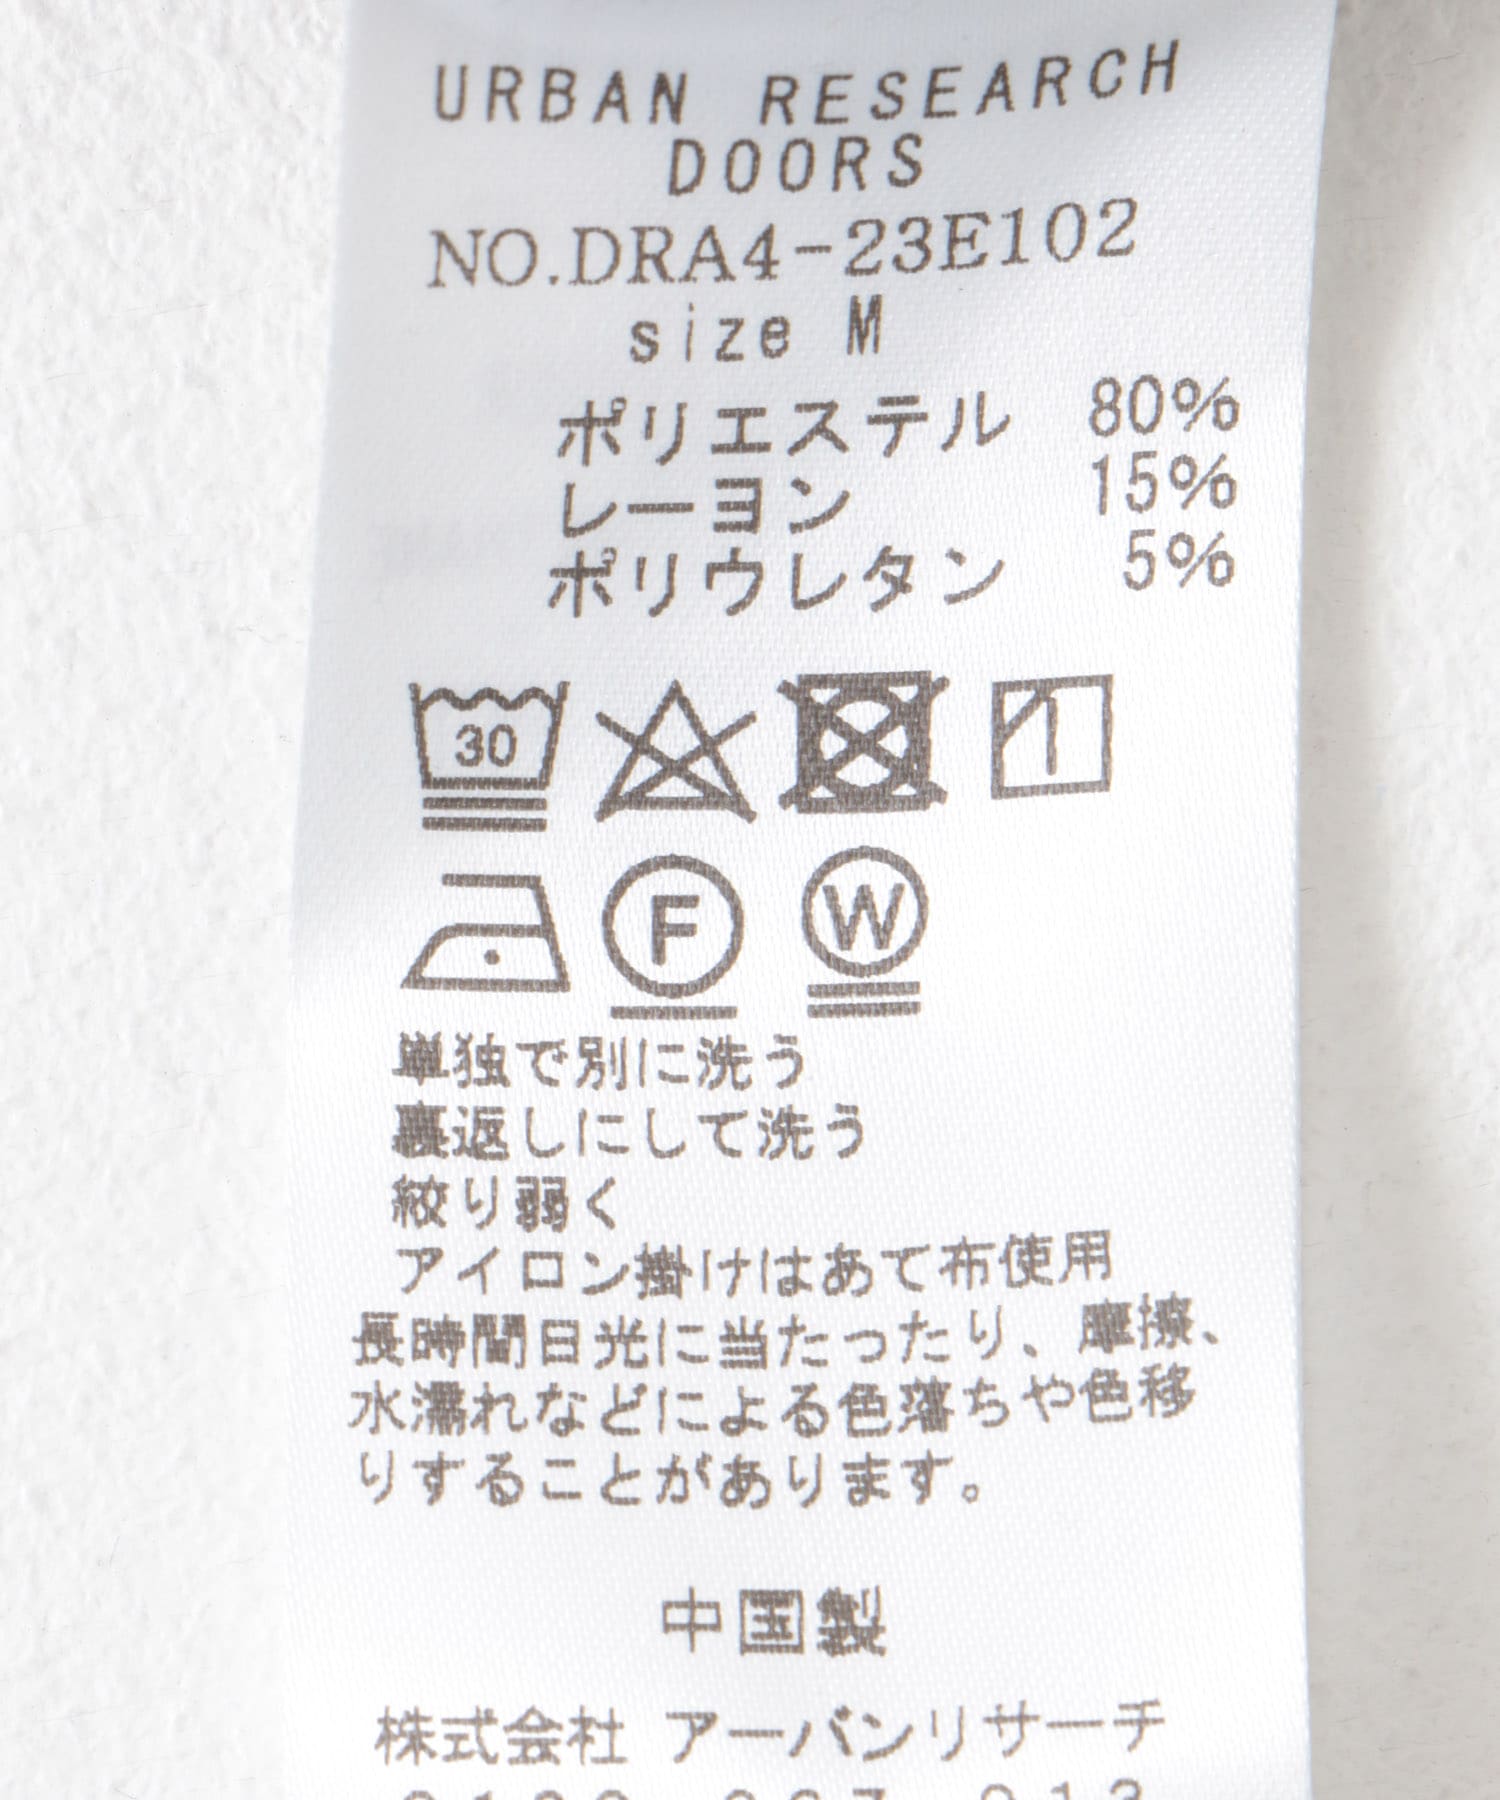 URBAN RESEARCH
DOORS
NO.DRA4-23E102
size M
ポリエステル 80%
レーヨン 15%
ポリウレタン 5%
30
F W
単独で別に洗う
裏返しにして洗う
絞り弱く
アイロン掛けはあて布使用
長時間日光に当たったり、摩擦、
水濡れなどによる色落ちや色移
りすることがあります。
中国製
株式会社 アーバンリサーチ